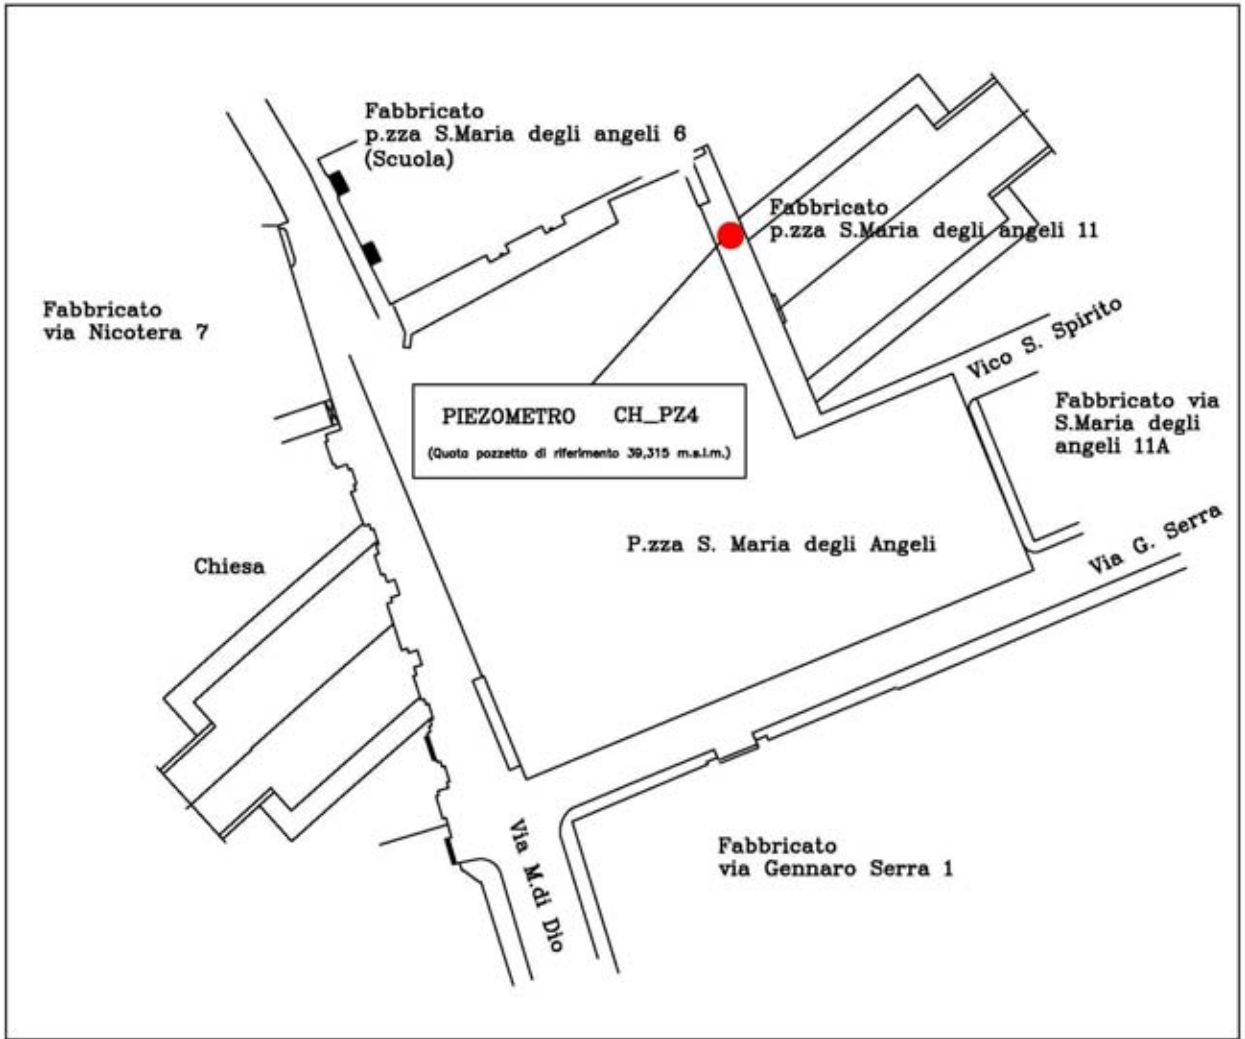 Fabbricato
p.zza S.Maria degli angeli 6
(Scuola)
Fabbricato
p.zza S.Maria degli angeli 11
Fabbricato
via Nicotera 7
Vico S. Spirito
PIEZOMETRO CH_PZ4
(Quota pozzetto di riferimento 39,315 m.s.l.m.)
Fabbricato via
S.Maria degli
angeli 11A
P.zza S. Maria degli Angeli
Via G. Serra
Chiesa
Via M.di Dio
Fabbricato
via Gennaro Serra 1